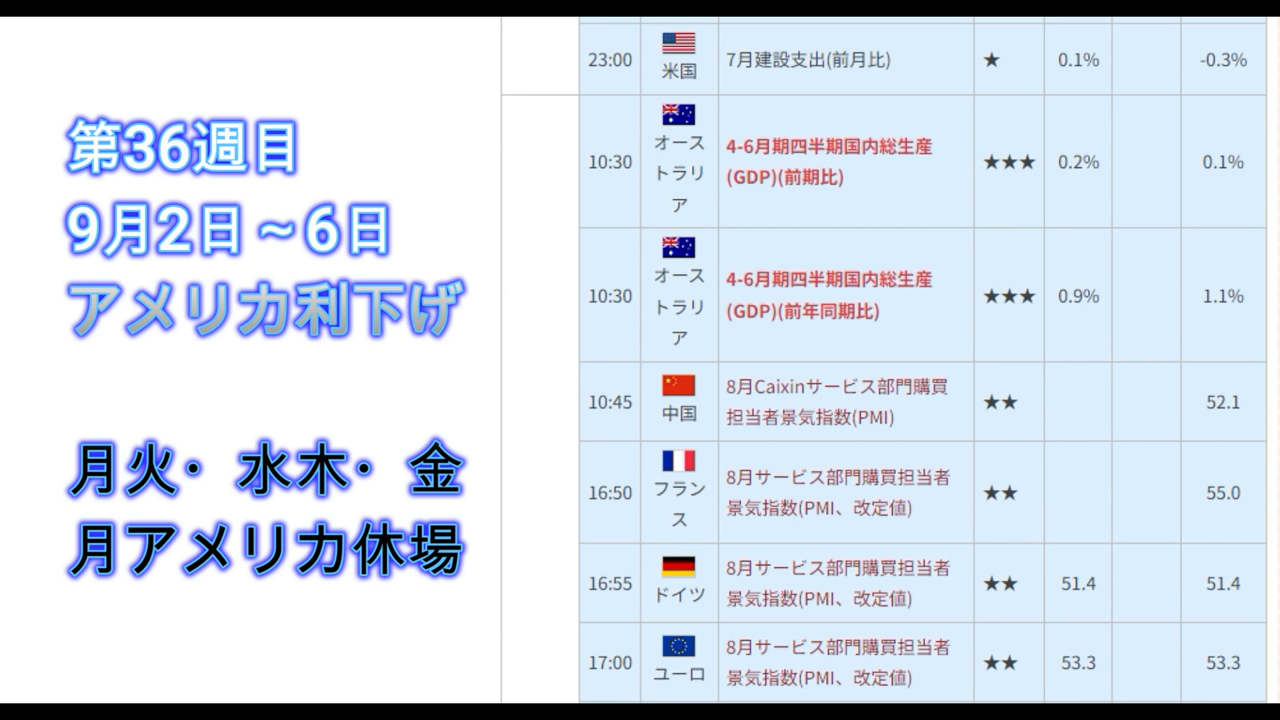 第36週目
9月2日～6日
アメリカ利下げ
月火・水木・金
月アメリカ休場
23:00 米国 7月建設支出(前月比) ★ 0.1% -0.3%
10:30 オース
トラリ
ア 4-6月期四半期国内総生産
(GDP)(前期比) ★★★ 0.2% 0.1%
10:30 オース
トラリ
ア 4-6月期四半期国内総生産
(GDP)(前年同期比) ★★★ 0.9% 1.1%
10:45 中国 8月Caixinサービス部門購買
担当者景気指数(PMI) ★★ 52.1
16:50 フラン
ス 8月サービス部門購買担当者
景気指数(PMI、改定値) ★★ 55.0
16:55 ドイツ 8月サービス部門購買担当者
景気指数(PMI、改定値) ★★ 51.4 51.4
17:00 ユーロ 8月サービス部門購買担当者
景気指数(PMI、改定値) ★★ 53.3 53.3